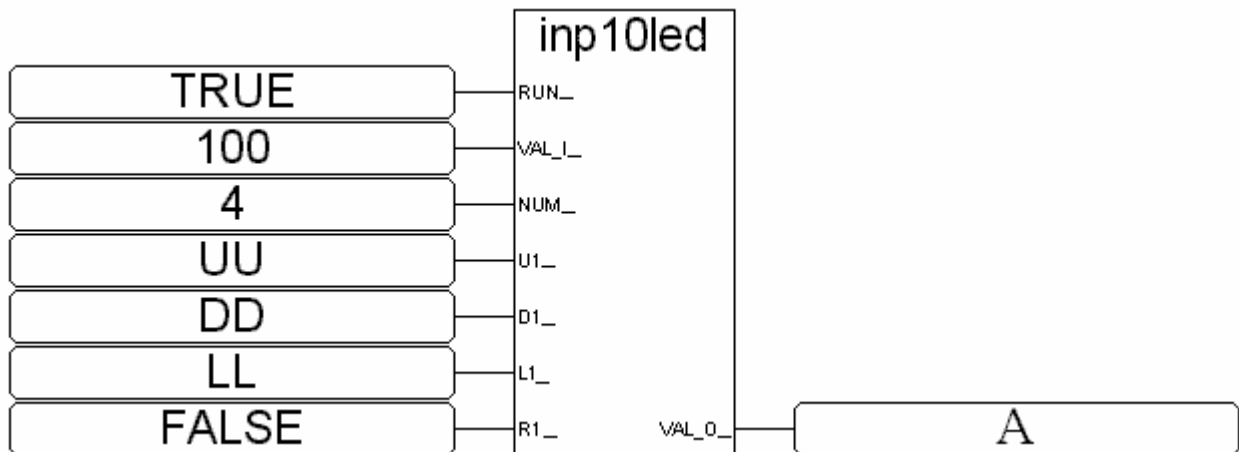 inp10led
TRUE RUN_
100 VAL_I_
4 NUM_
UU U1_
DD D1_
LL L1_
FALSE R1_ VAL_O_ A